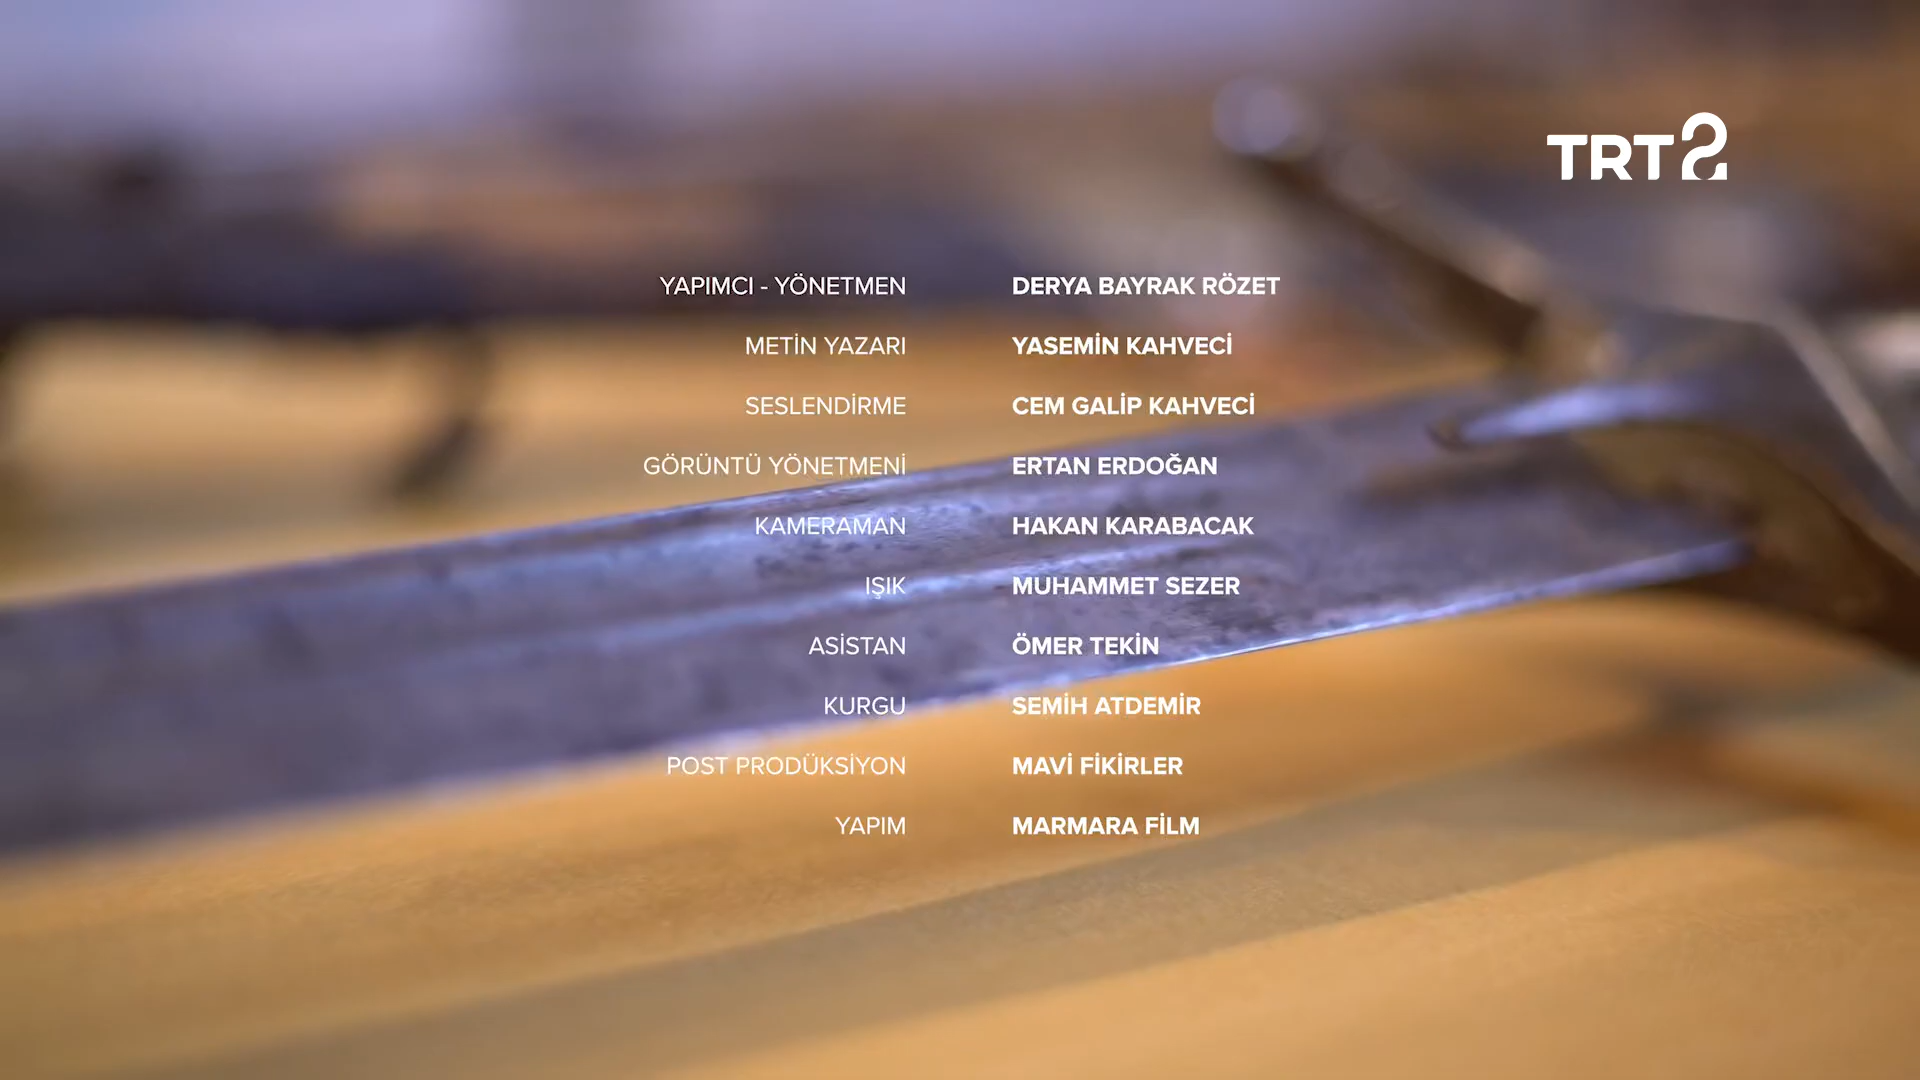 TRT2
YAPIMCI - YÖNETMEN DERYA BAYRAK RÖZET
METİN YAZARI YASEMİN KAHVECİ
SESLENDİRME CEM GALİP KAHVECİ
GÖRÜNTÜ YÖNETMENİ ERTAN ERDOĞAN
KAMERAMAN HAKAN KARABACAK
IŞIK MUHAMMET SEZER
ASİSTAN ÖMER TEKİN
KURGU SEMİH ATDEMİR
POST PRODÜKSİYON MAVİ FİKİRLER
YAPIM MARMARA FİLM